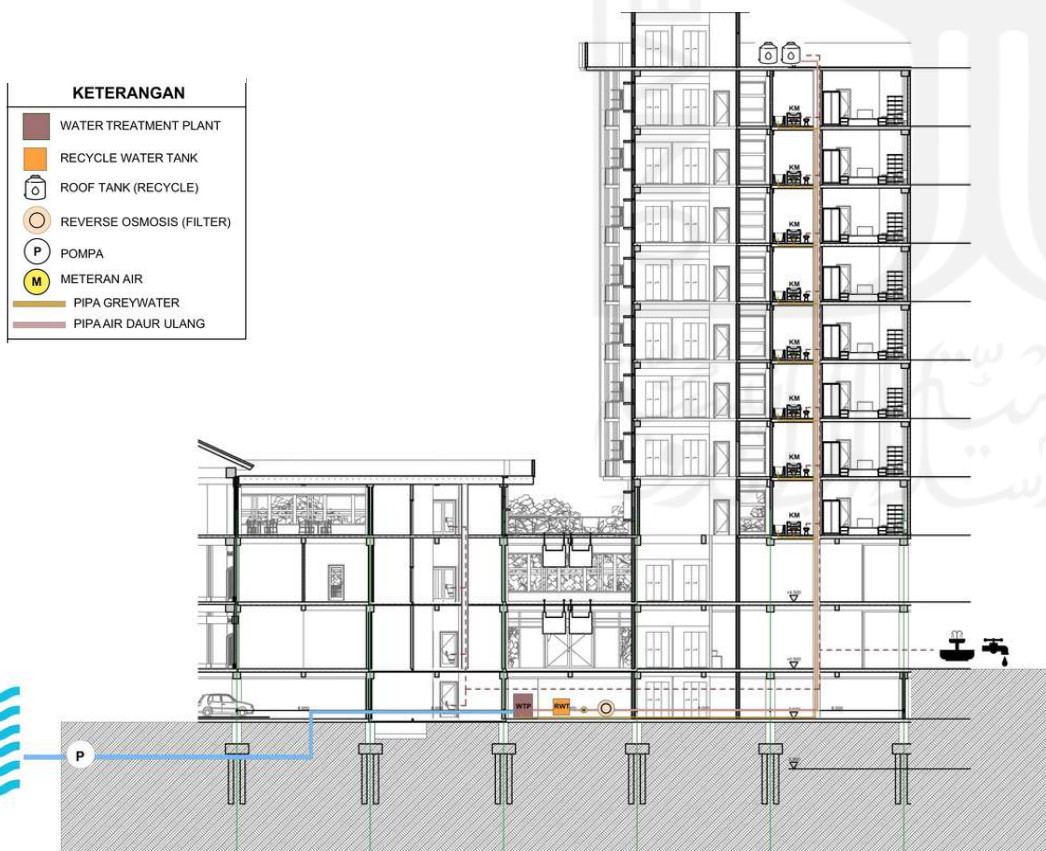 KETERANGAN
WATER TREATMENT PLANT
RECYCLE WATER TANK
ROOF TANK (RECYCLE)
REVERSE OSMOSIS (FILTER)
P POMPA
M METERAN AIR
PIPA GREYWATER
PIPA AIR DAUR ULANG
KM
KM
KM
KM
KM
KM
KM
KM
WTP
RWT
P